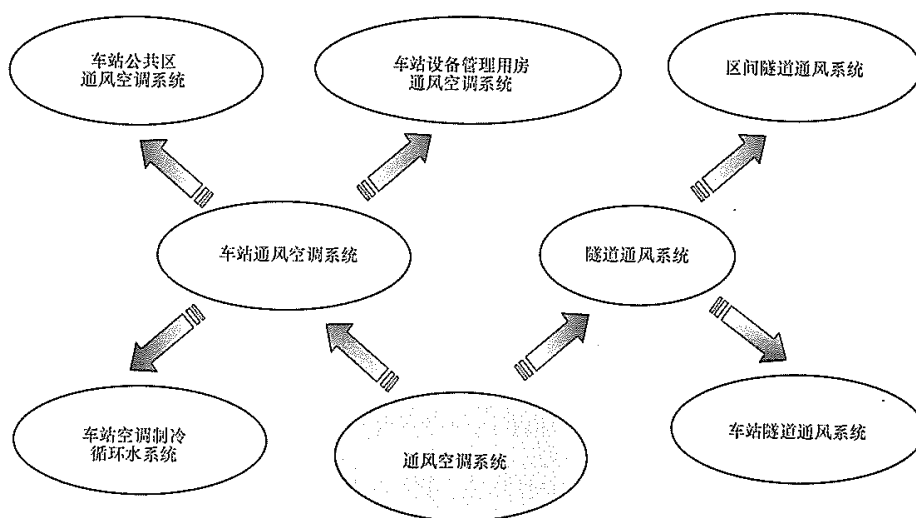 车站公共区
通风空调系统
车站设备管理用房
通风空调系统
区间隧道通风系统
车站通风空调系统
隧道通风系统
车站空调制冷
循环水系统
通风空调系统
车站隧道通风系统